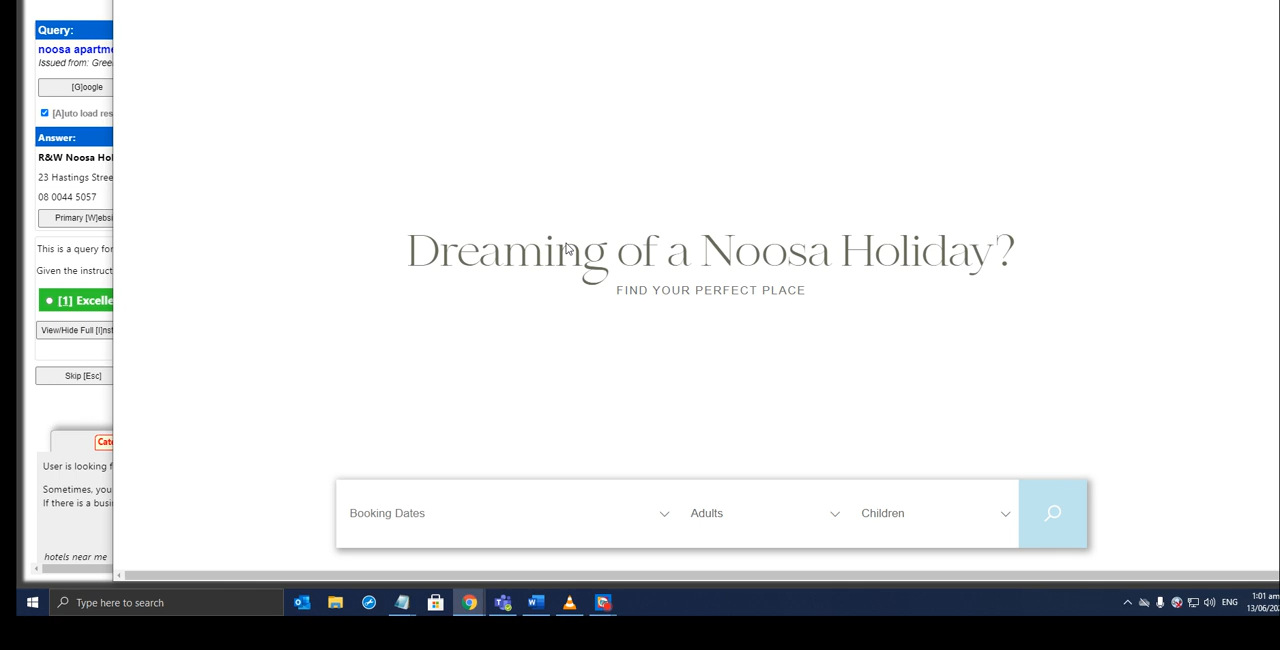 Query:
noosa apartme
Issued from: Gree
[G]oogle
[A]uto load res
Answer:
R&W Noosa Hol
23 Hastings Stree
08 0044 5057
Primary [W]ebsi
This is a query for
Given the instruct
[1] Excelle
View/Hide Full [I]nst
Skip [Esc]
Cate
User is looking f
Sometimes, you
If there is a busi
hotels near me
Dreaming of a Noosa Holiday?
FIND YOUR PERFECT PLACE
Booking Dates
Adults
Children
Type here to search
ENG
1:01 am
13/06/202